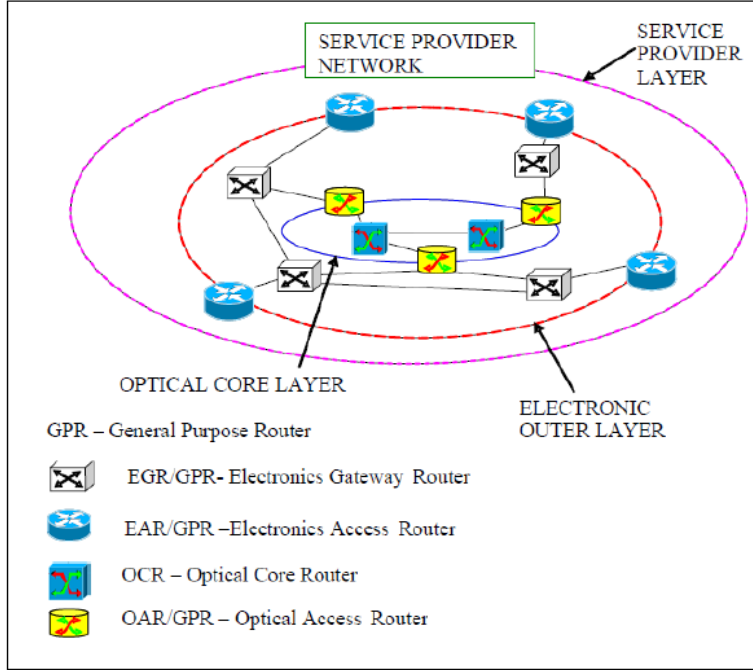 SERVICE PROVIDER
NETWORK
SERVICE
PROVIDER
LAYER
OPTICAL CORE LAYER
ELECTRONIC
OUTER LAYER
GPR – General Purpose Router
EGR/GPR- Electronics Gateway Router
EAR/GPR –Electronics Access Router
OCR – Optical Core Router
OAR/GPR – Optical Access Router